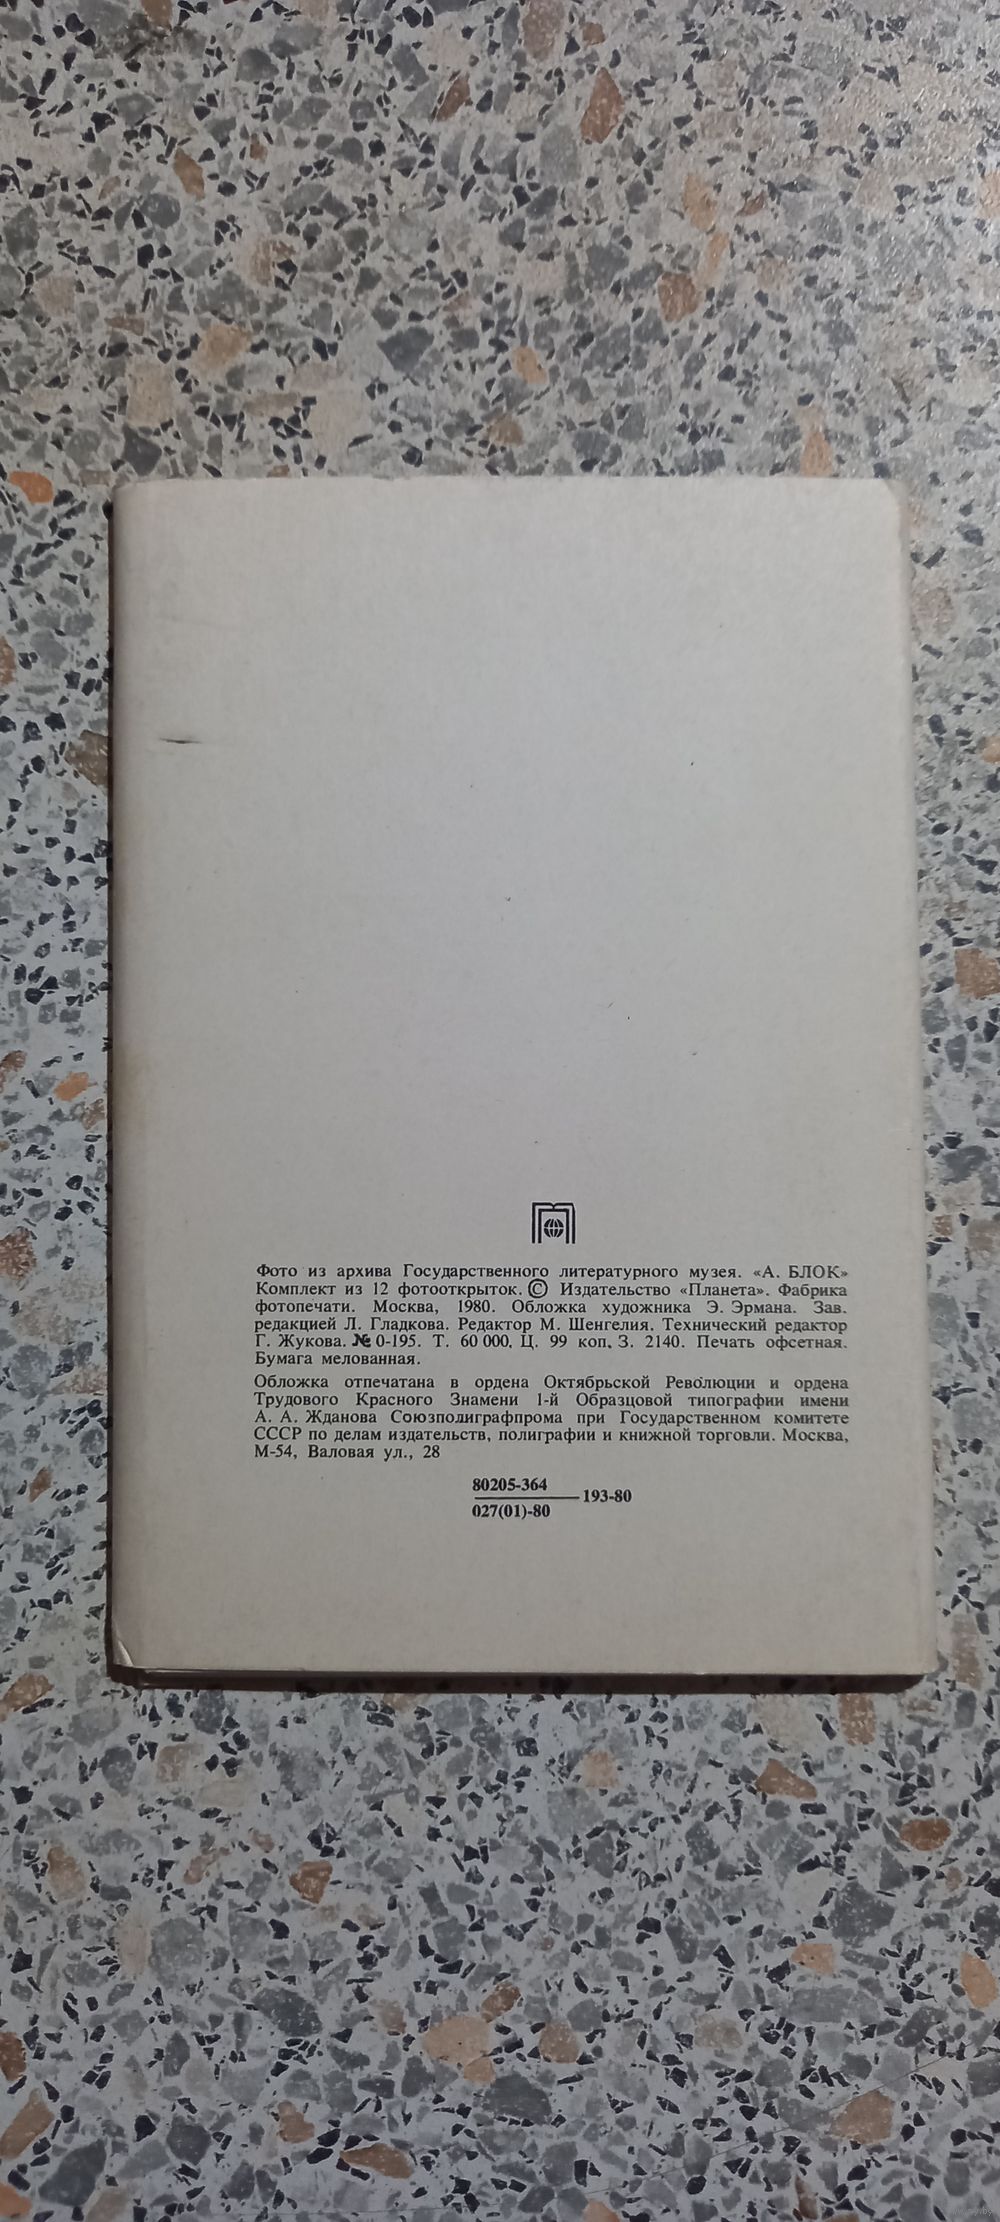 Фото из архива Государственного литературного музея. «А. БЛОК»
Комплект из 12 фотооткрыток. © Издательство «Планета». Фабрика
фотопечати. Москва, 1980. Обложка художника Э. Эрмана. Зав.
редакцией Л. Гладкова. Редактор М. Шенгелия. Технический редактор
Г. Жукова. № 0-195. Т. 60 000. Ц. 99 коп. З. 2140. Печать офсетная.
Бумага мелованная.
Обложка отпечатана в ордена Октябрьской Революции и ордена
Трудового Красного Знамени 1-й Образцовой типографии имени
А. А. Жданова Союзполиграфпрома при Государственном комитете
СССР по делам издательств, полиграфии и книжной торговли. Москва,
М-54, Валовая ул., 28
80205-364
193-80
027(01)-80